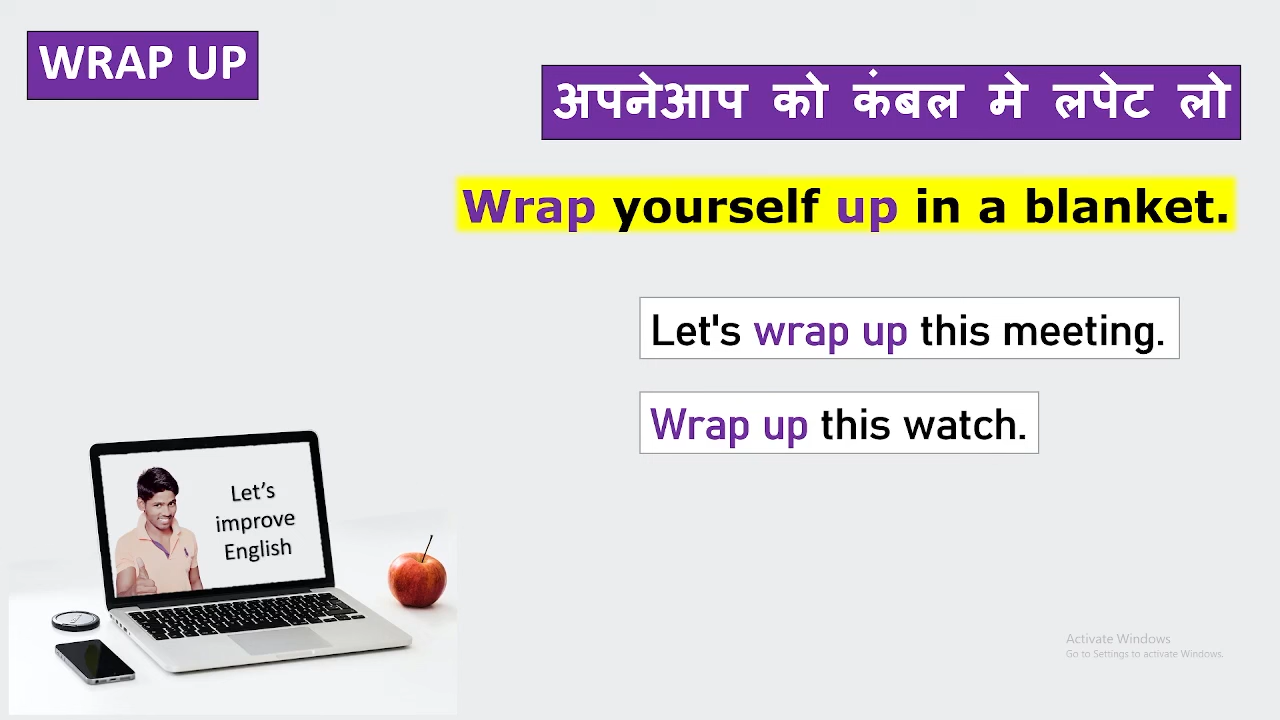 WRAP UP
अपनेआप को कंबल मे लपेट लो
Wrap yourself up in a blanket.
Let's wrap up this meeting.
Wrap up this watch.
Let’s
improve
English
Activate Windows
Go to Settings to activate Windows.